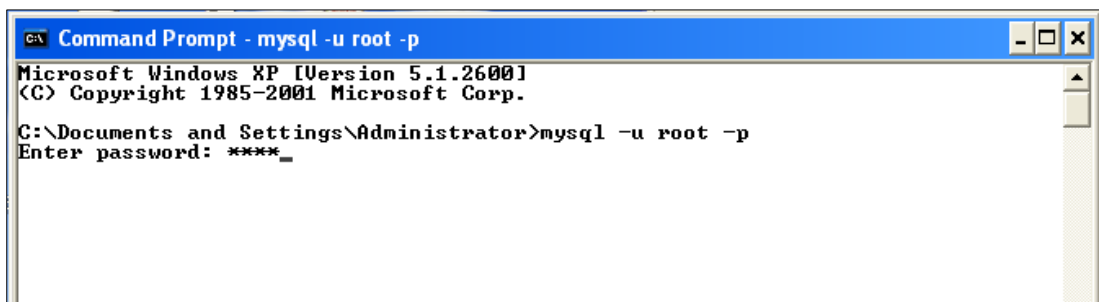 Command Prompt - mysql -u root -p
Microsoft Windows XP [Version 5.1.2600]
(C) Copyright 1985-2001 Microsoft Corp.
C:\Documents and Settings\Administrator>mysql -u root -p
Enter password: ****_